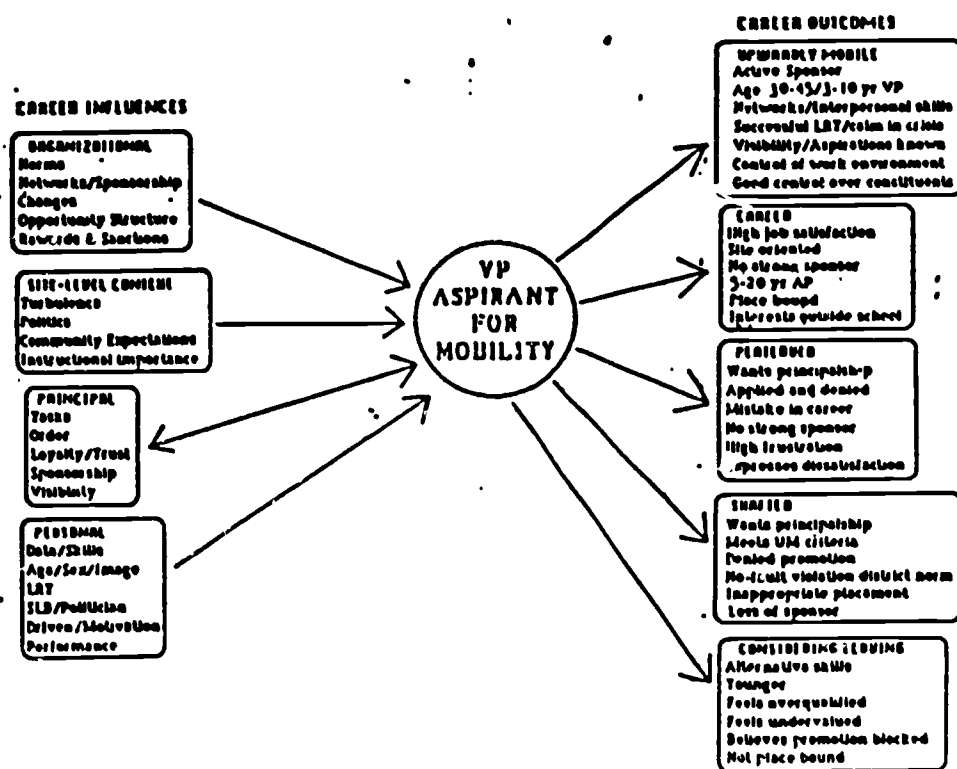 CAREER INFLUENCES
ORGANIZATIONAL
Norms
Networks/Sponsorship
Changes
Opportunity Structure
Rewards & Sanctions
SITE-LEVEL CONTEXT
Turbulence
Politics
Community Expectations
Instructional Importance
PRINCIPAL
Tasks
Order
Loyalty/Trust
Sponsorship
Visibility
PERSONAL
Data/Skills
Age/Sex/Image
LRT
SLB/Politician
Driven/Motivation
Performance
VP
ASPIRANT
FOR
MOBILITY
CAREER OUTCOMES
UPWARDLY MOBILE
Active Sponsor
Age 30-45/3-10 yr VP
Networks/Interpersonal skills
Successful LRT/calm in crisis
Visibility/Aspirations known
Control of work environment
Good control over constituents
CAREER
High job satisfaction
Site oriented
No strong sponsor
5-20 yr AP
Place bound
Interests outside school
PLATEAUED
Wants principalship
Applied and denied
Mistake in career
No strong sponsor
High frustration
Expresses dissatisfaction
SHAFTED
Wants principalship
Meets UM criteria
Denied promotion
No-fault violation district norm
Inappropriate placement
Loss of sponsor
CONSIDERING LEAVING
Alternative skills
Younger
Feels overqualified
Feels undervalued
Believes promotion blocked
Not place bound